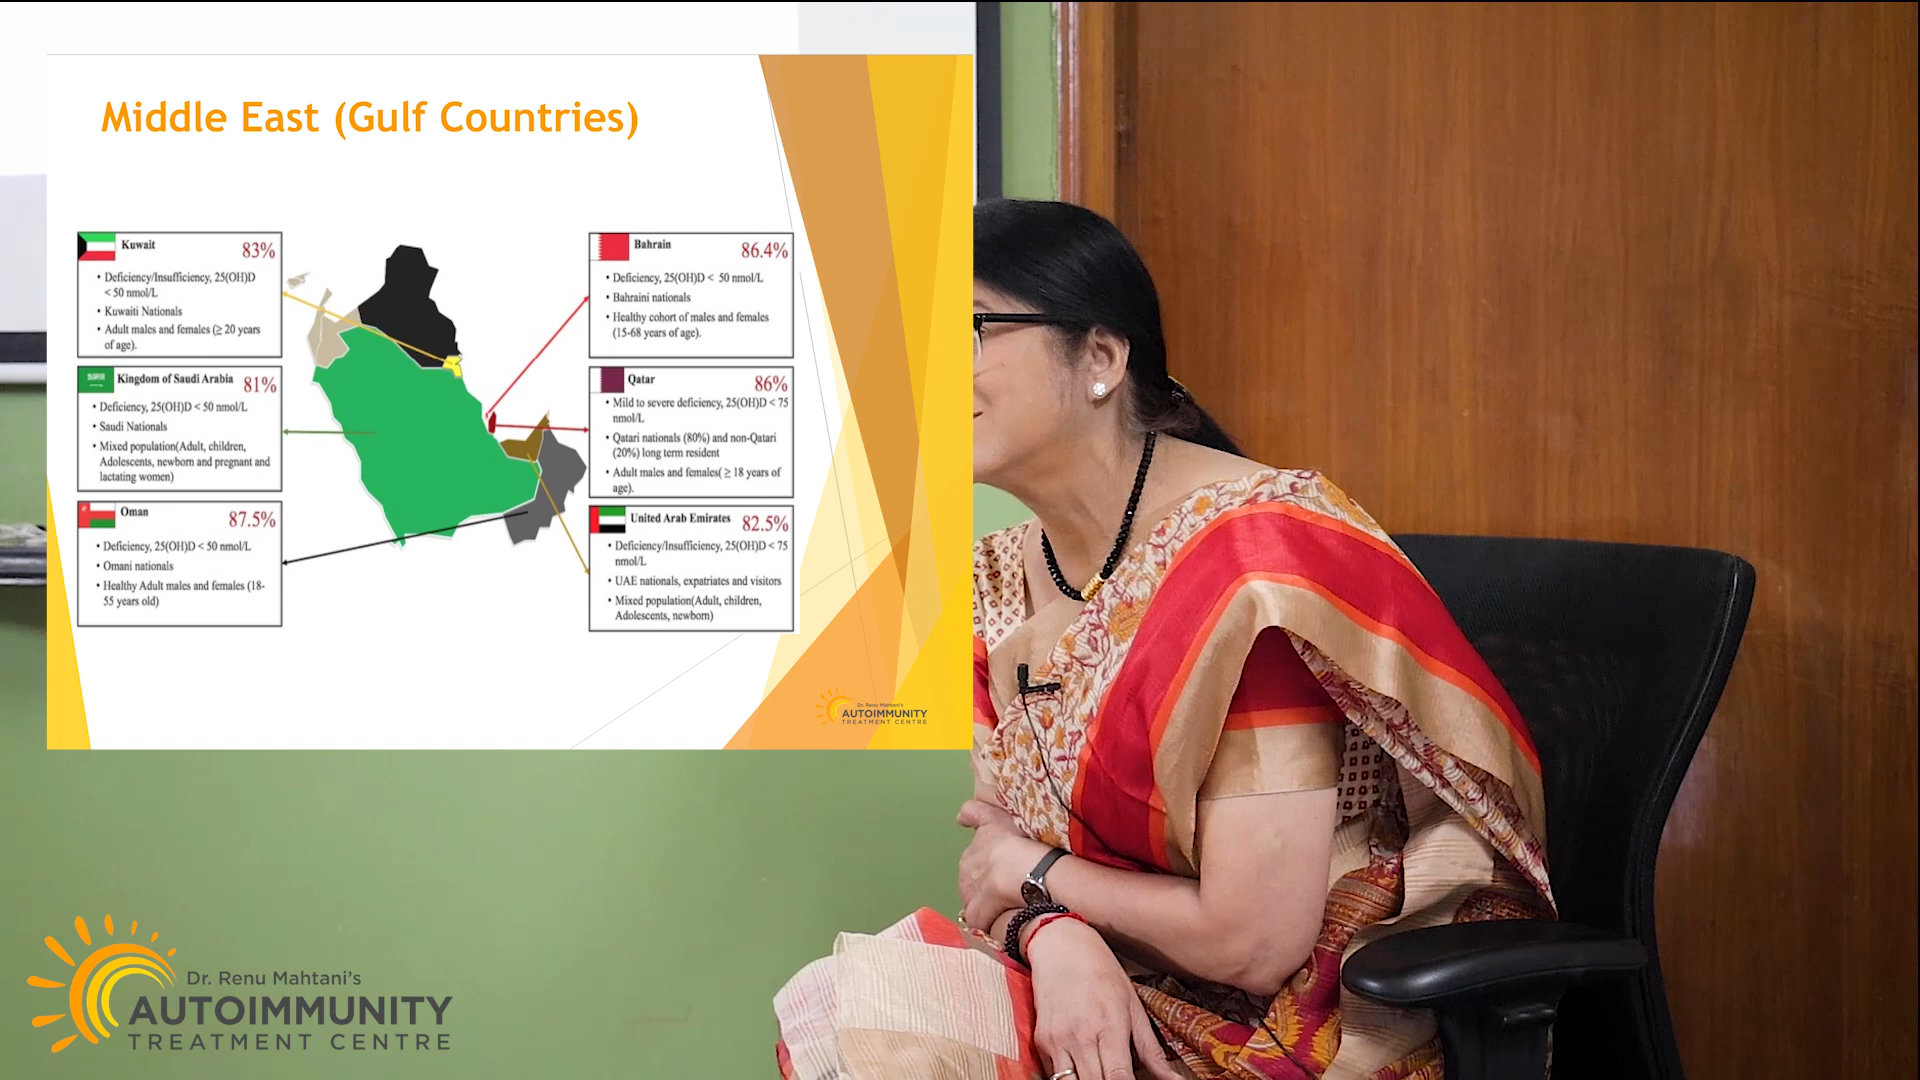 Middle East (Gulf Countries)
Kuwait
83%
• Deficiency/Insufficiency, 25(OH)D
< 50 nmol/L
• Kuwaiti Nationals
• Adult males and females (≥ 20 years
of age).
Kingdom of Saudi Arabia
81%
• Deficiency, 25(OH)D < 50 nmol/L
• Saudi Nationals
• Mixed population(Adult, children,
Adolescents, newborn and pregnant and
lactating women)
Oman
87.5%
• Deficiency, 25(OH)D < 50 nmol/L
• Omani nationals
• Healthy Adult males and females (18-
55 years old)
Bahrain
86.4%
• Deficiency, 25(OH)D < 50 nmol/L
• Bahraini nationals
• Healthy cohort of males and females
(15-68 years of age).
Qatar
86%
• Mild to severe deficiency, 25(OH)D < 75
nmol/L
• Qatari nationals (80%) and non-Qatari
(20%) long term resident
• Adult males and females( ≥ 18 years of
age).
United Arab Emirates
82.5%
• Deficiency/Insufficiency, 25(OH)D < 75
nmol/L
• UAE nationals, expatriates and visitors
• Mixed population(Adult, children,
Adolescents, newborn)
Dr. Renu Mahtani's
AUTOIMMUNITY
TREATMENT CENTRE
Dr. Renu Mahtani's
AUTOIMMUNITY
TREATMENT CENTRE